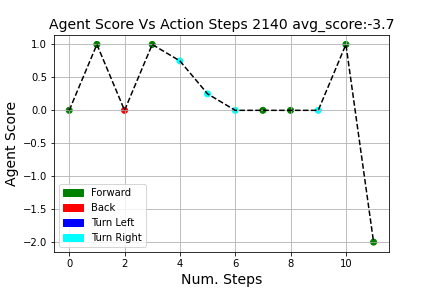 Agent Score Vs Action Steps 2140 avg_score:-3.7
Agent Score
1.0
0.5
0.0
−0.5
−1.0
−1.5
−2.0
Forward
Back
Turn Left
Turn Right
0 2 4 6 8 10
Num. Steps